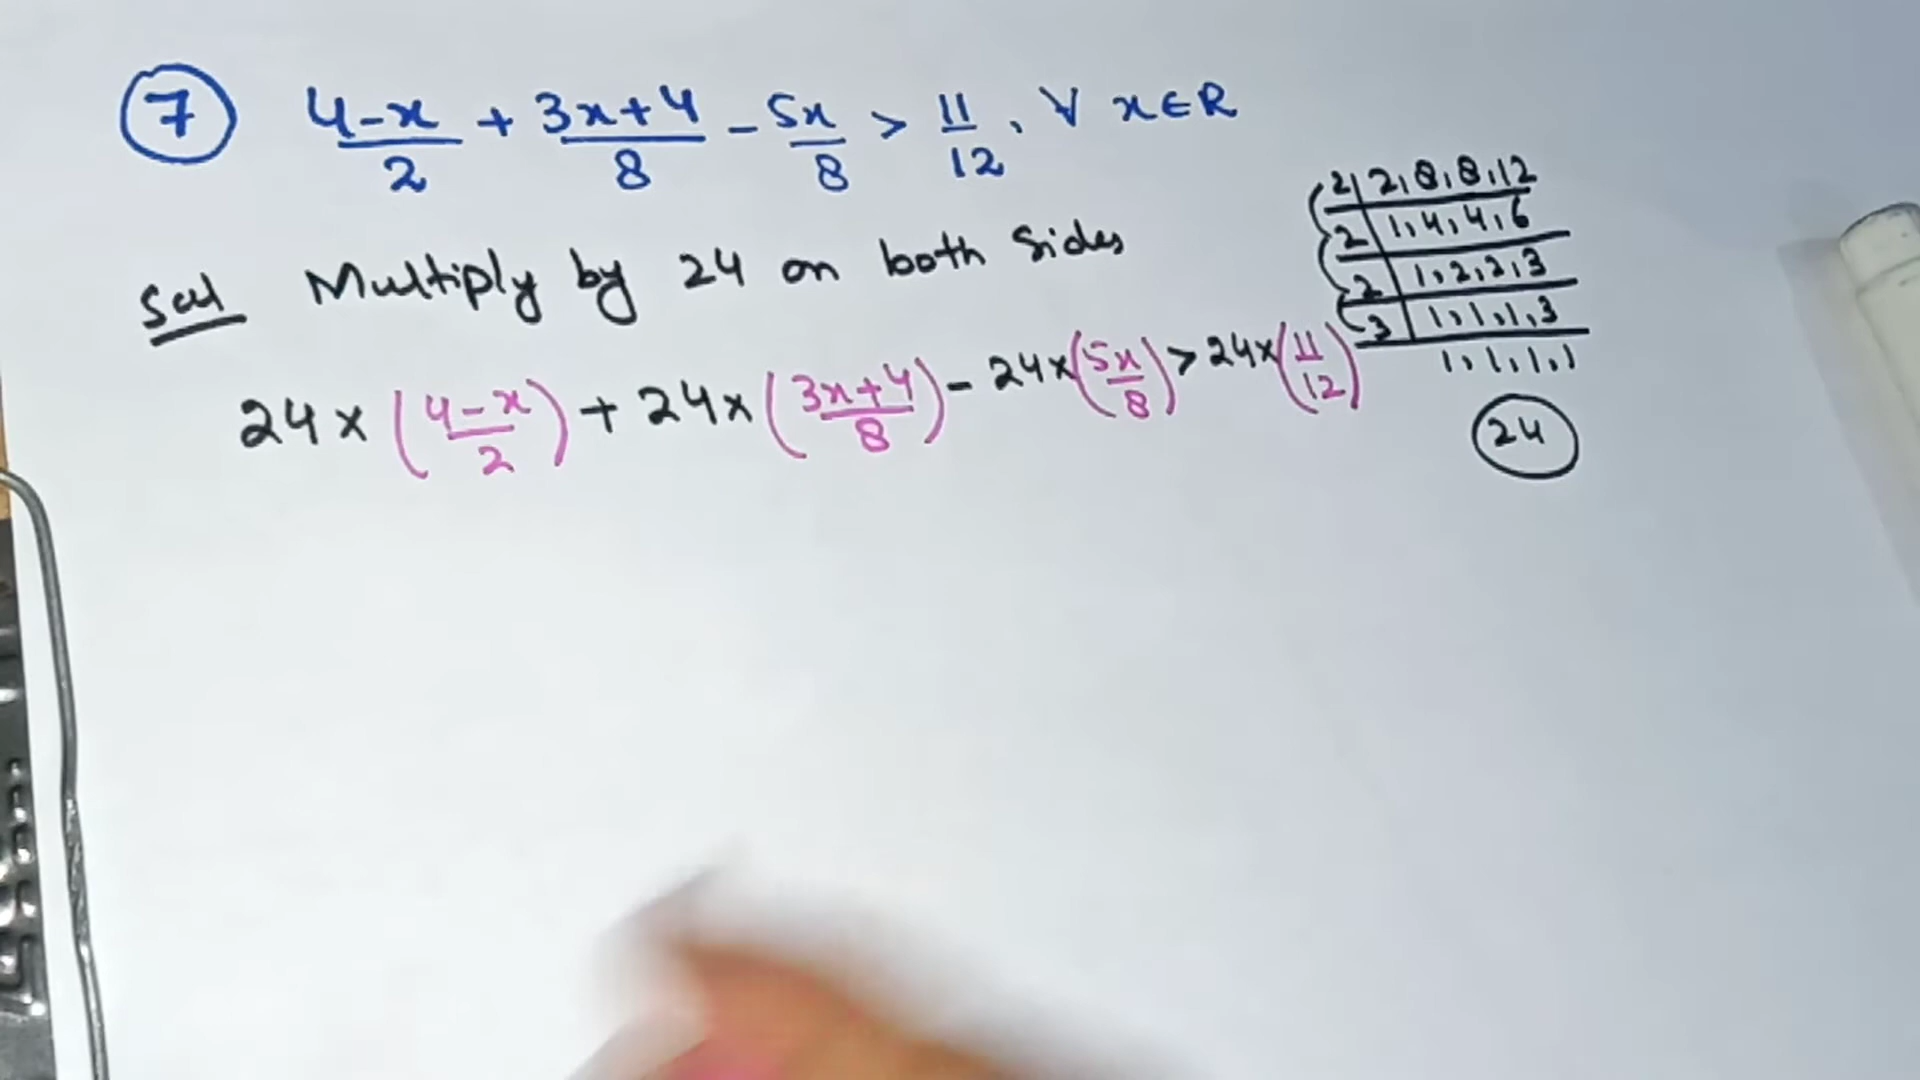 7 4-x/2 + 3x+4/8 - 5x/8 > 11/12, ∀ x∈R
Sol Multiply by 24 on both Sides
24 × (4-x/2) + 24 × (3x+4/8) - 24 × (5x/8) > 24 × (11/12)
2| 2, 8, 8, 12
2| 1, 4, 4, 6
2| 1, 2, 2, 3
3| 1, 1, 1, 3
1, 1, 1, 1
24